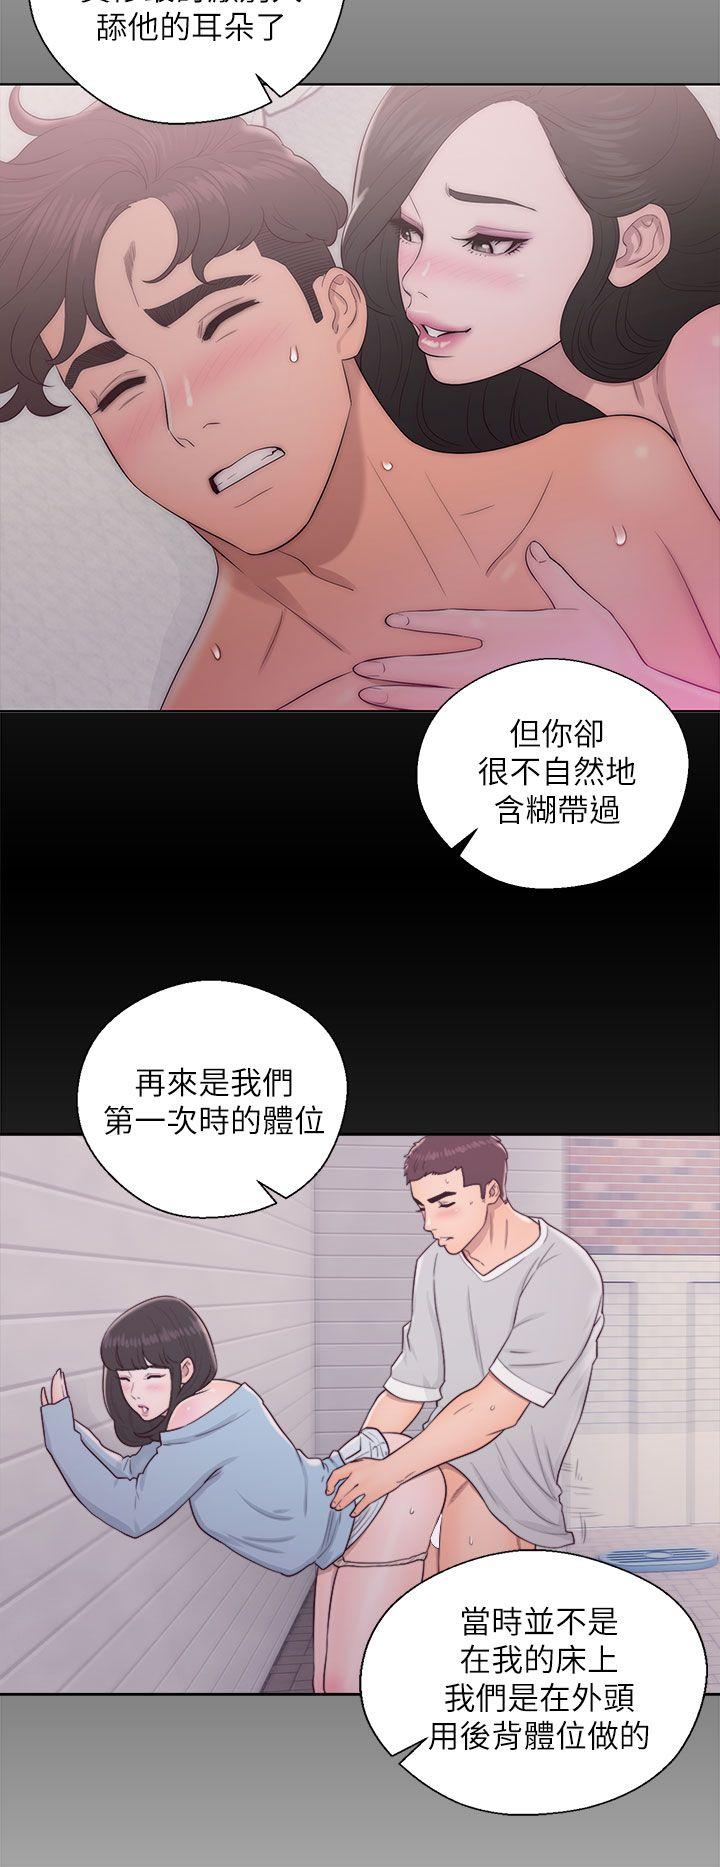 舔他的耳朵了
但你卻
很不自然地
含糊帶過
再來是我們
第一次時的體位
當時並不是
在我的床上
我們是在外頭
用後背體位做的